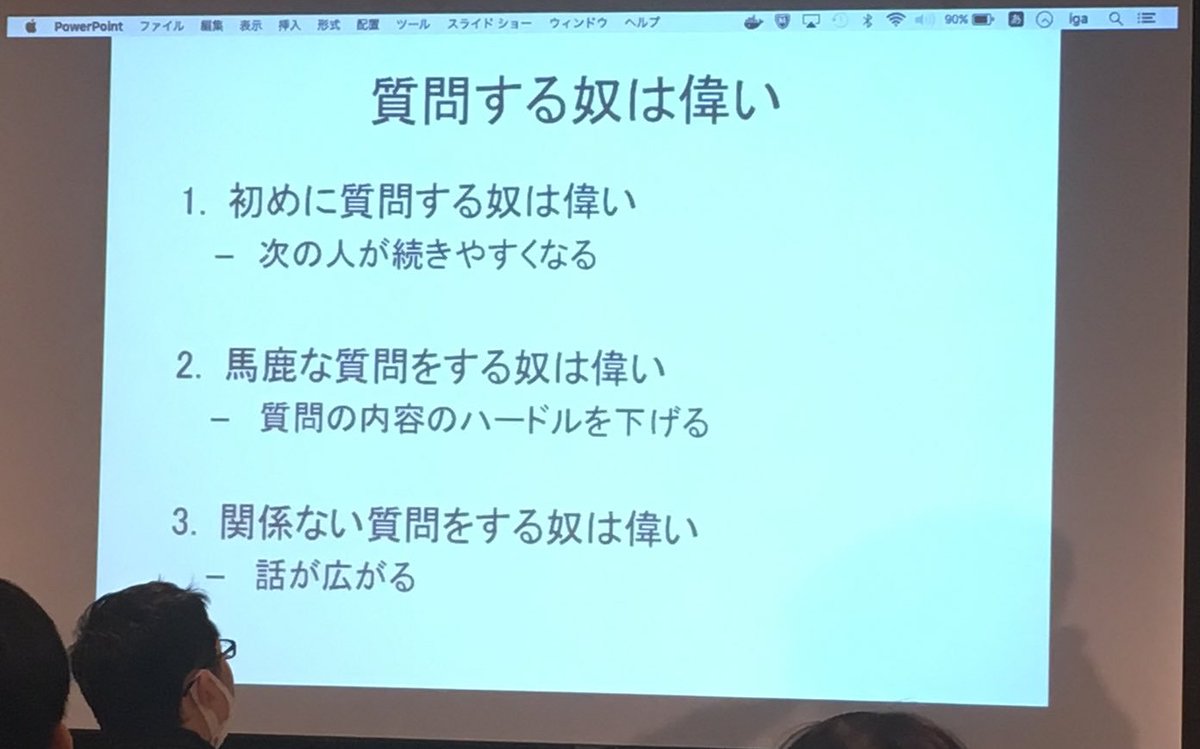 PowerPoint ファイル 編集 表示 挿入 形式 配置 ツール スライドショー ウィンドウ ヘルプ 90% あ iga
質問する奴は偉い
1. 初めに質問する奴は偉い
– 次の人が続きやすくなる
2. 馬鹿な質問をする奴は偉い
– 質問の内容のハードルを下げる
3. 関係ない質問をする奴は偉い
– 話が広がる